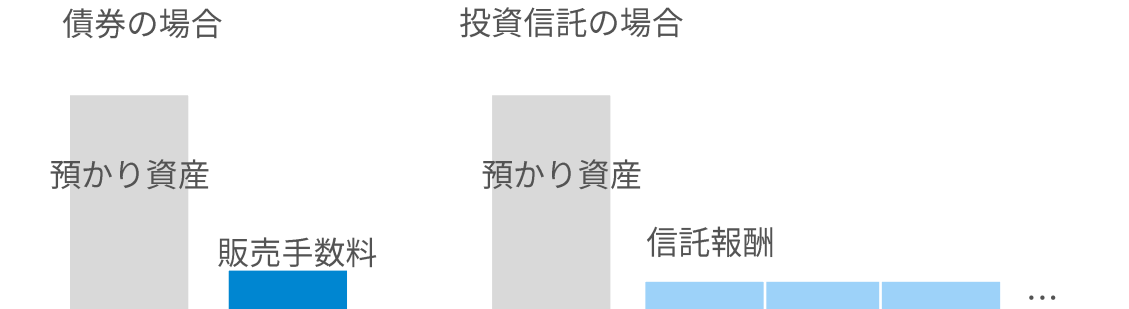 債券の場合
投資信託の場合
預かり資産
預かり資産
販売手数料
信託報酬
…